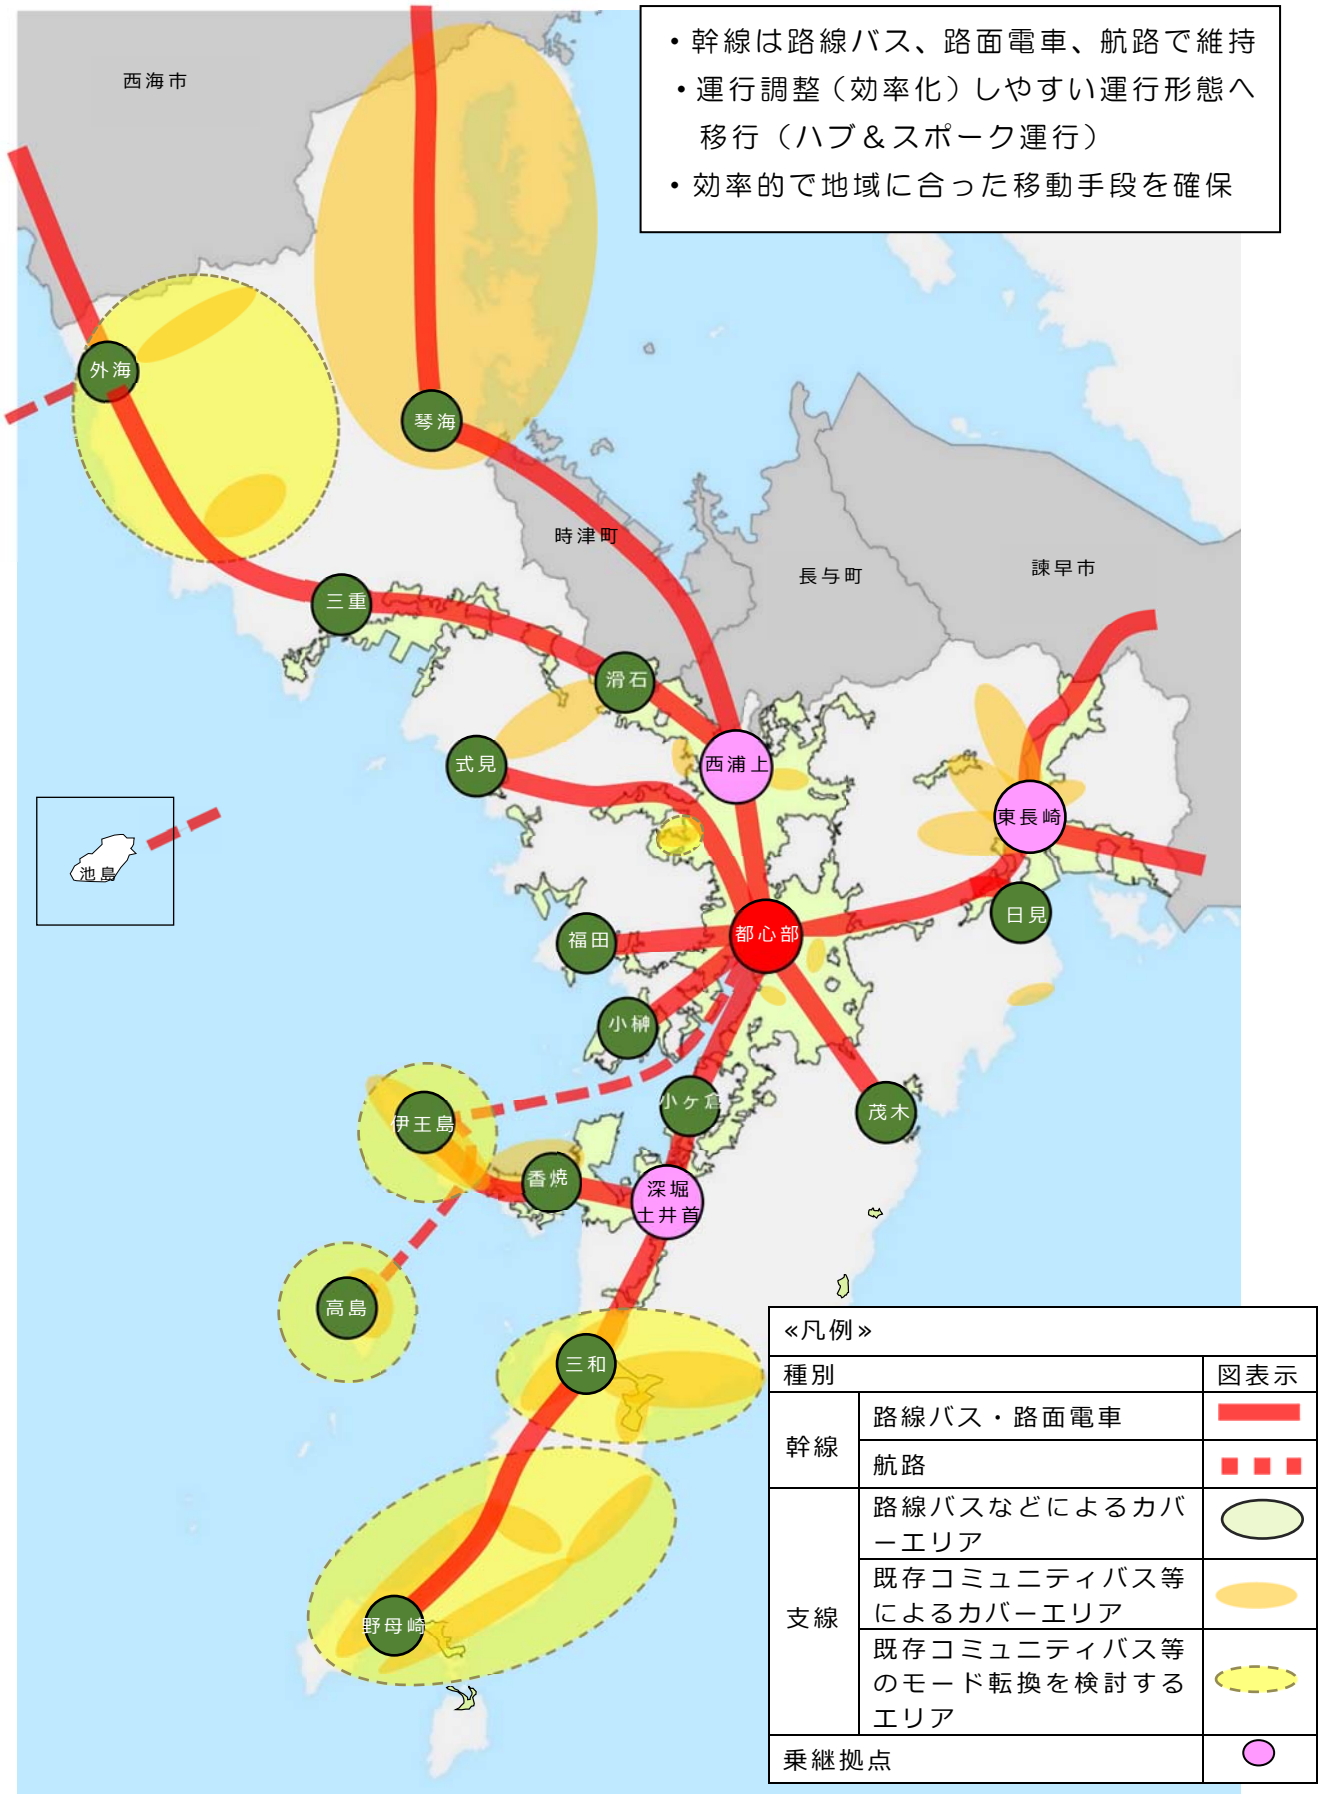 ・幹線は路線バス、路面電車、航路で維持
・運行調整（効率化）しやすい運行形態へ
移行（ハブ＆スポーク運行）
・効率的で地域に合った移動手段を確保
西海市
外海
琴海
時津町
長与町
諫早市
三重
滑石
式見
西浦上
東長崎
池島
福田
都心部
日見
小榊
小ヶ倉
茂木
伊王島
香焼
深堀
土井首
高島
三和
野母崎
≪凡例≫
種別
図表示
幹線
路線バス・路面電車
航路
支線
路線バスなどによるカバ
ーエリア
既存コミュニティバス等
によるカバーエリア
既存コミュニティバス等
のモード転換を検討する
エリア
乗継拠点